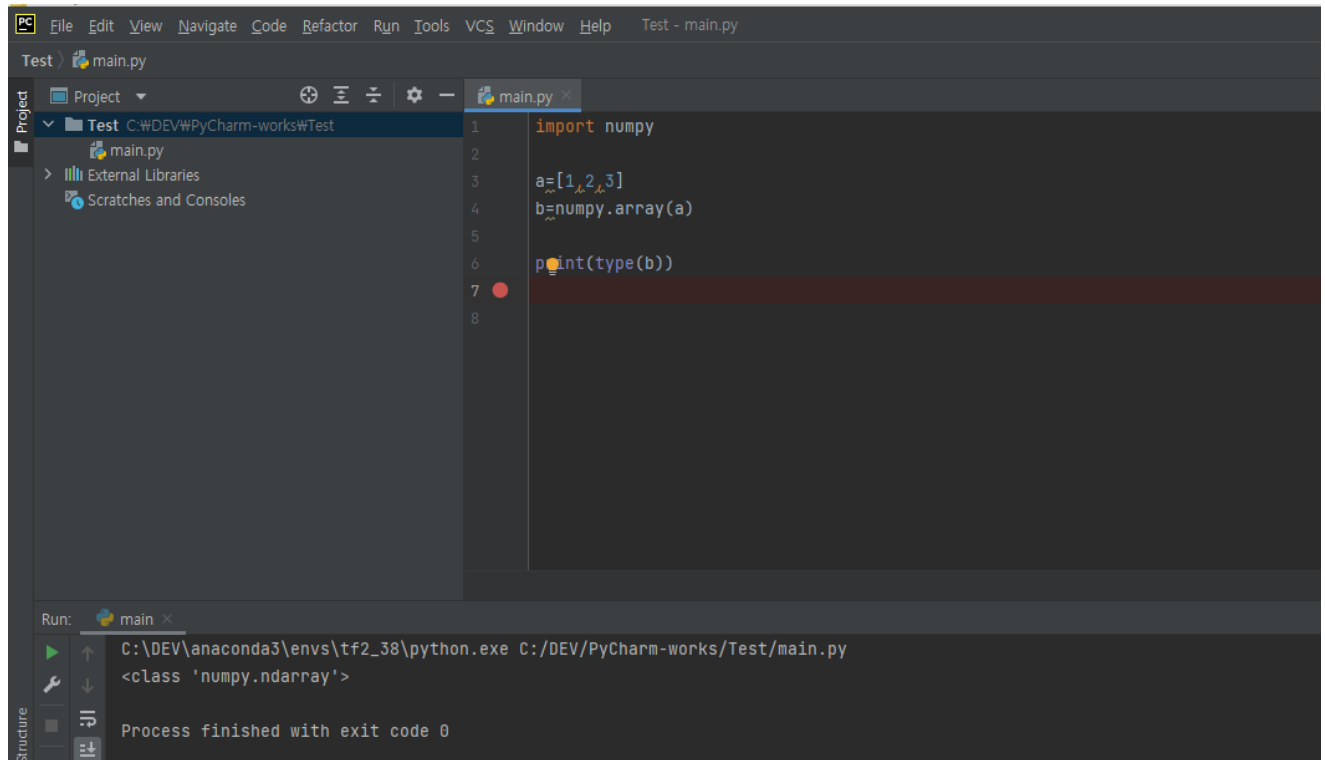 PC File Edit View Navigate Code Refactor Run Tools VCS Window Help Test - main.py
Test main.py
Project
Project
main.py
Test C:₩DEV₩PyCharm-works₩Test
main.py
External Libraries
Scratches and Consoles
1 import numpy
2
3 a=[1,2,3]
4 b=numpy.array(a)
5
6 print(type(b))
7
8
Run: main
C:\DEV\anaconda3\envs\tf2_38\python.exe C:/DEV/PyCharm-works/Test/main.py
<class 'numpy.ndarray'>
Process finished with exit code 0
Structure